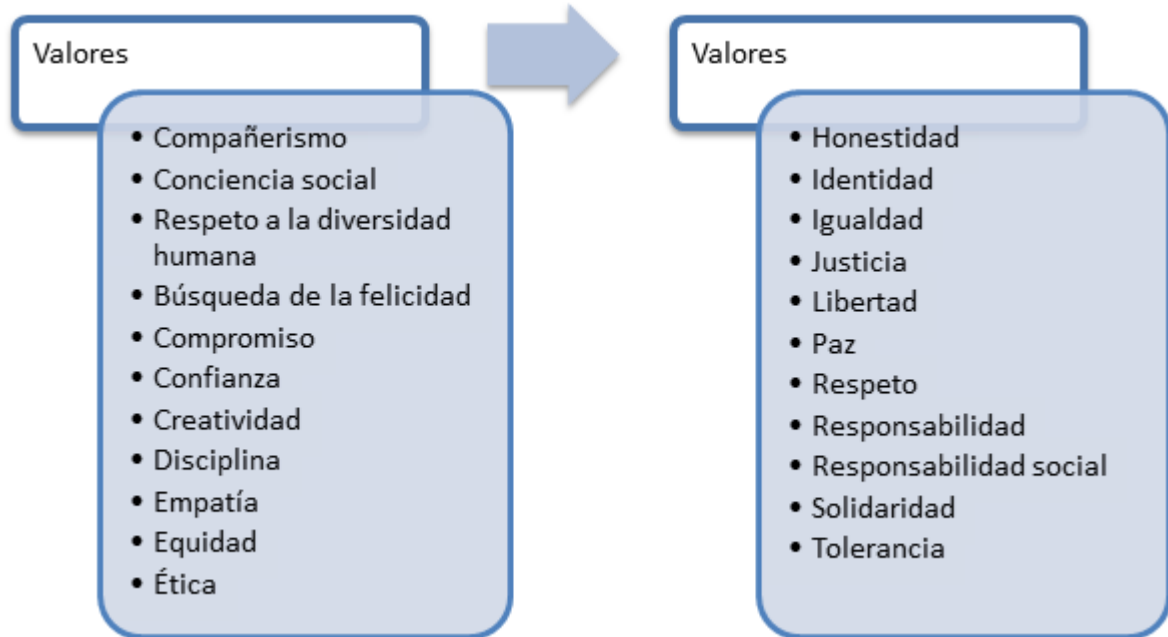 Valores
• Compañerismo
• Conciencia social
• Respeto a la diversidad
humana
• Búsqueda de la felicidad
• Compromiso
• Confianza
• Creatividad
• Disciplina
• Empatía
• Equidad
• Ética
Valores
• Honestidad
• Identidad
• Igualdad
• Justicia
• Libertad
• Paz
• Respeto
• Responsabilidad
• Responsabilidad social
• Solidaridad
• Tolerancia